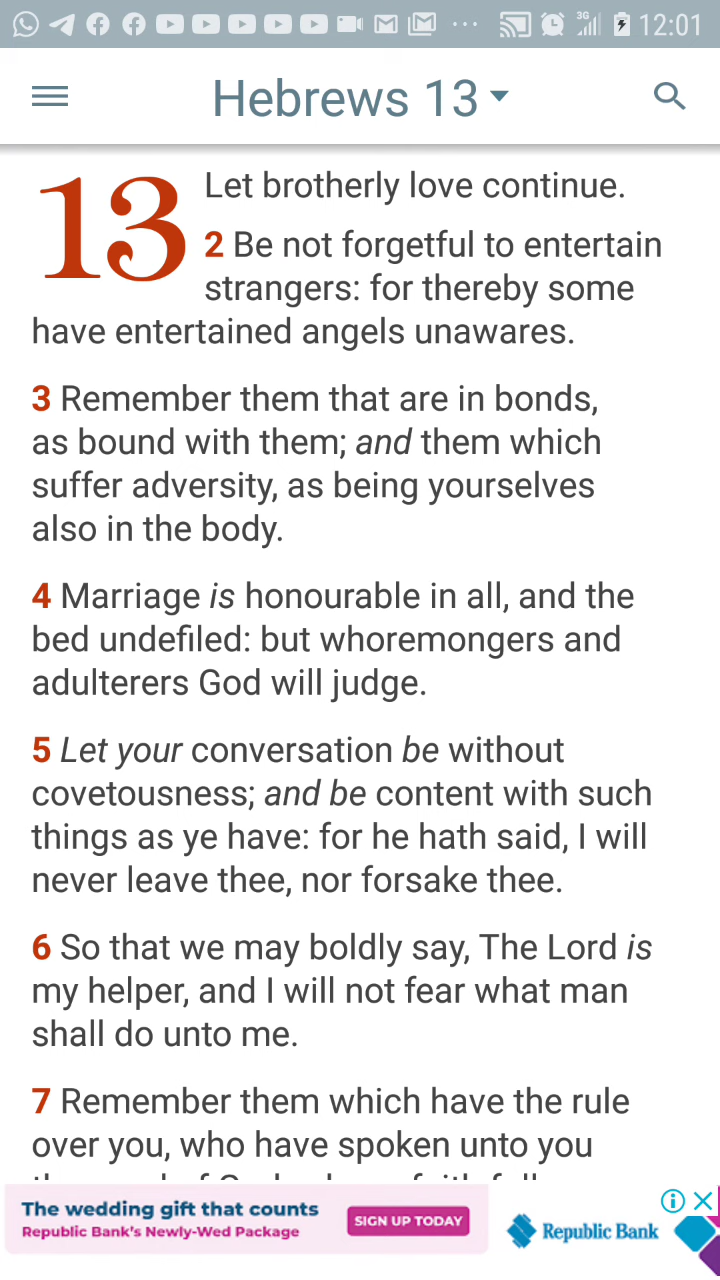 3G 12:01
Hebrews 13
13 Let brotherly love continue.
2 Be not forgetful to entertain
strangers: for thereby some
have entertained angels unawares.
3 Remember them that are in bonds,
as bound with them; and them which
suffer adversity, as being yourselves
also in the body.
4 Marriage is honourable in all, and the
bed undefiled: but whoremongers and
adulterers God will judge.
5 Let your conversation be without
covetousness; and be content with such
things as ye have: for he hath said, I will
never leave thee, nor forsake thee.
6 So that we may boldly say, The Lord is
my helper, and I will not fear what man
shall do unto me.
7 Remember them which have the rule
over you, who have spoken unto you
The wedding gift that counts
Republic Bank's Newly-Wed Package
SIGN UP TODAY
Republic Bank